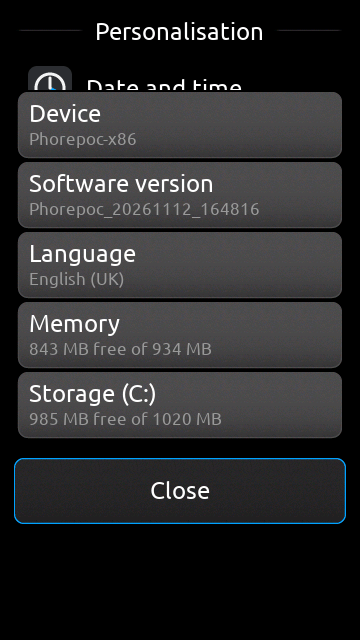 Personalisation
Date and time
Device
Phorepoc-x86
Software version
Phorepoc_20261112_164816
Language
English (UK)
Memory
843 MB free of 934 MB
Storage (C:)
985 MB free of 1020 MB
Close